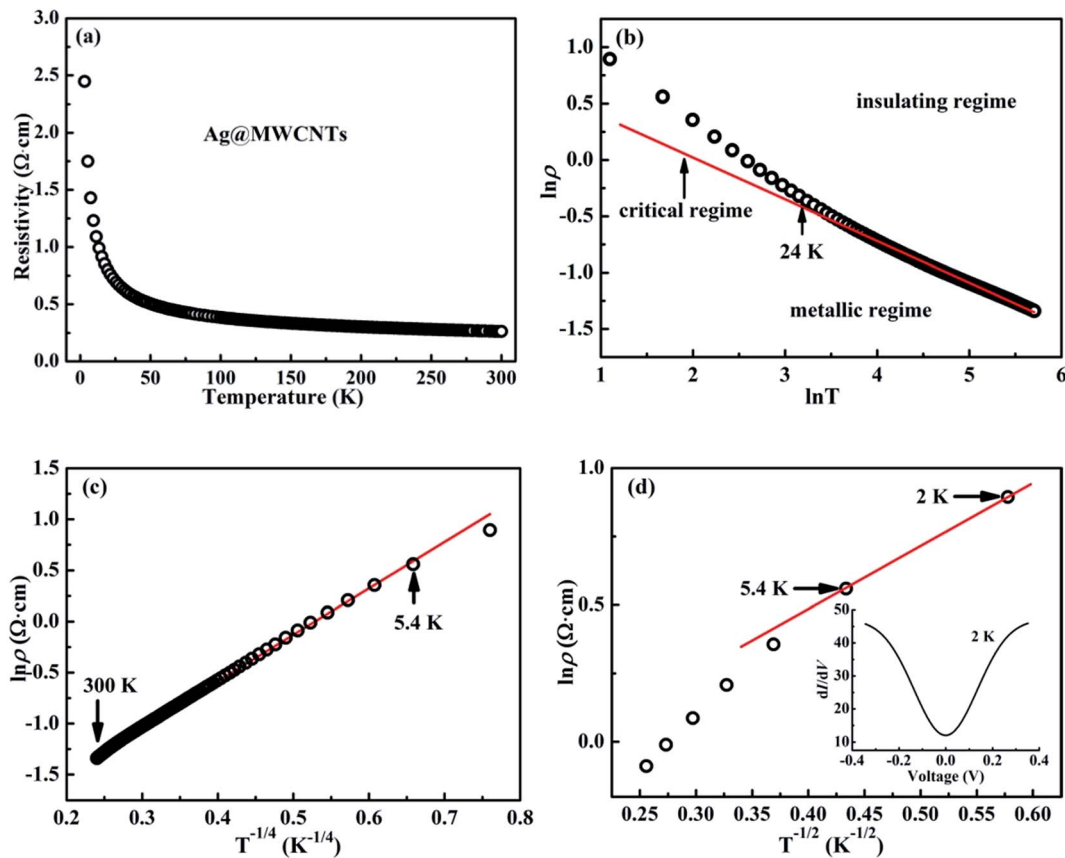 (a)
Ag@MWCNTs
Resistivity (Ω·cm)
3.0
2.5
2.0
1.5
1.0
0.5
0.0
0 50 100 150 200 250 300
Temperature (K)
(b)
insulating regime
critical regime
24 K
metallic regime
lnρ
1.0
0.5
0.0
-0.5
-1.0
-1.5
1 2 3 4 5 6
lnT
(c)
300 K
5.4 K
lnρ (Ω·cm)
1.5
1.0
0.5
0.0
-0.5
-1.0
-1.5
0.2 0.3 0.4 0.5 0.6 0.7 0.8
T^-1/4 (K^-1/4)
(d)
2 K
5.4 K
lnρ (Ω·cm)
1.0
0.5
0.0
0.25 0.30 0.35 0.40 0.45 0.50 0.55 0.60
T^-1/2 (K^-1/2)
2 K
dI/dV
50
40
30
20
10
-0.4 -0.2 0.0 0.2 0.4
Voltage (V)